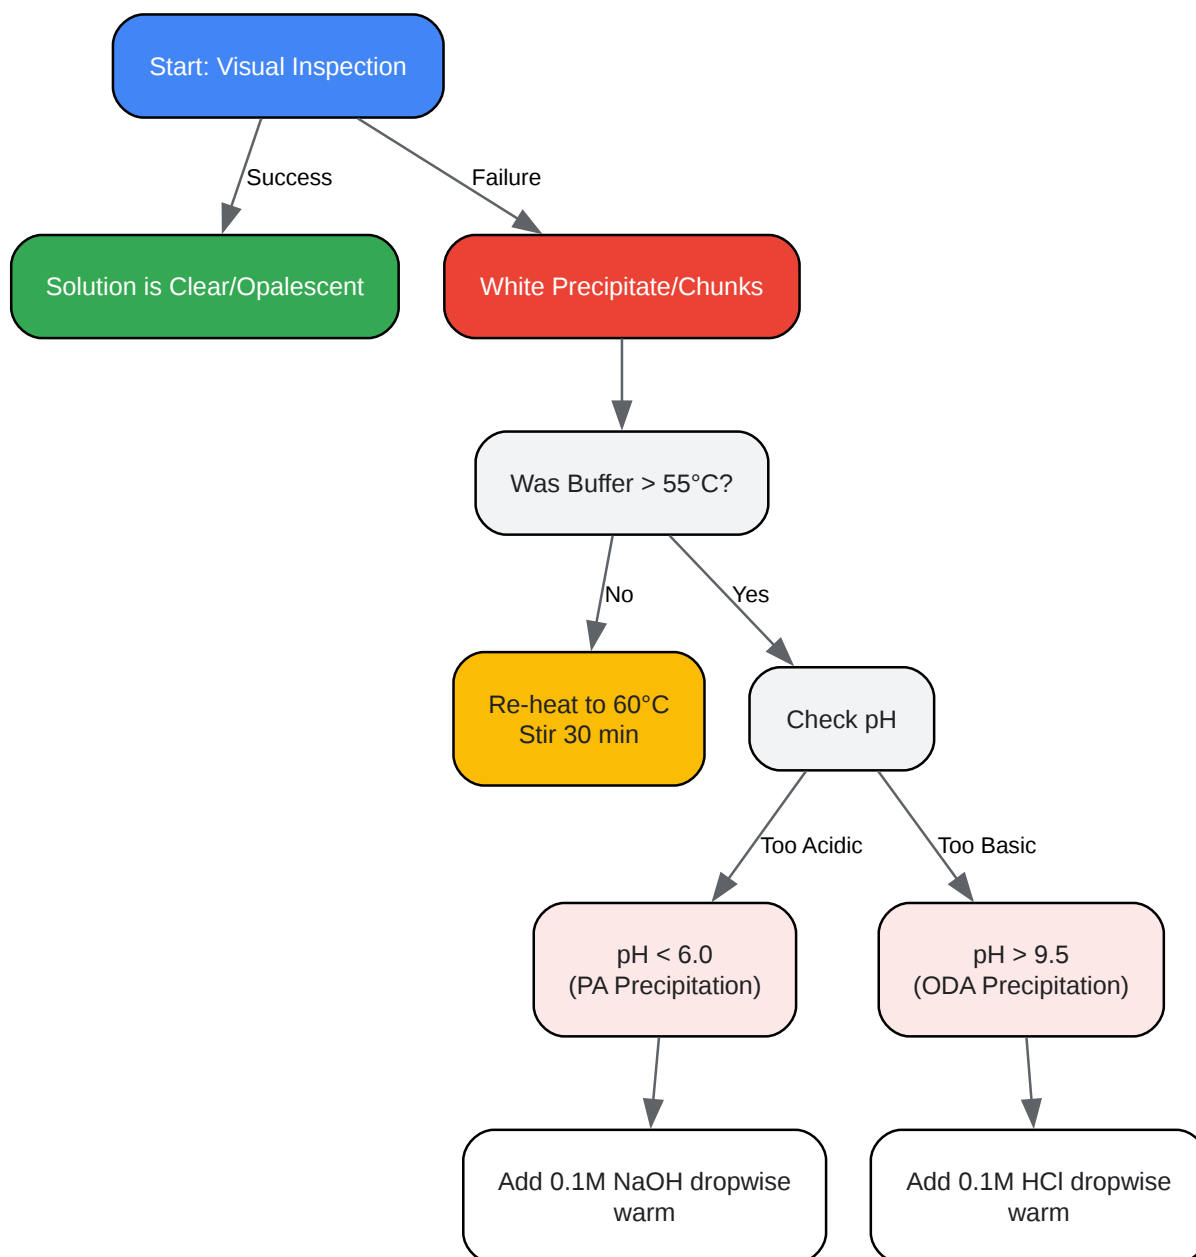 Start: Visual Inspection
Success
Failure
Solution is Clear/Opalescent
White Precipitate/Chunks
Was Buffer > 55°C?
No
Yes
Re-heat to 60°C
Stir 30 min
Check pH
Too Acidic
Too Basic
pH < 6.0
(PA Precipitation)
pH > 9.5
(ODA Precipitation)
Add 0.1M NaOH dropwise
warm
Add 0.1M HCl dropwise
warm